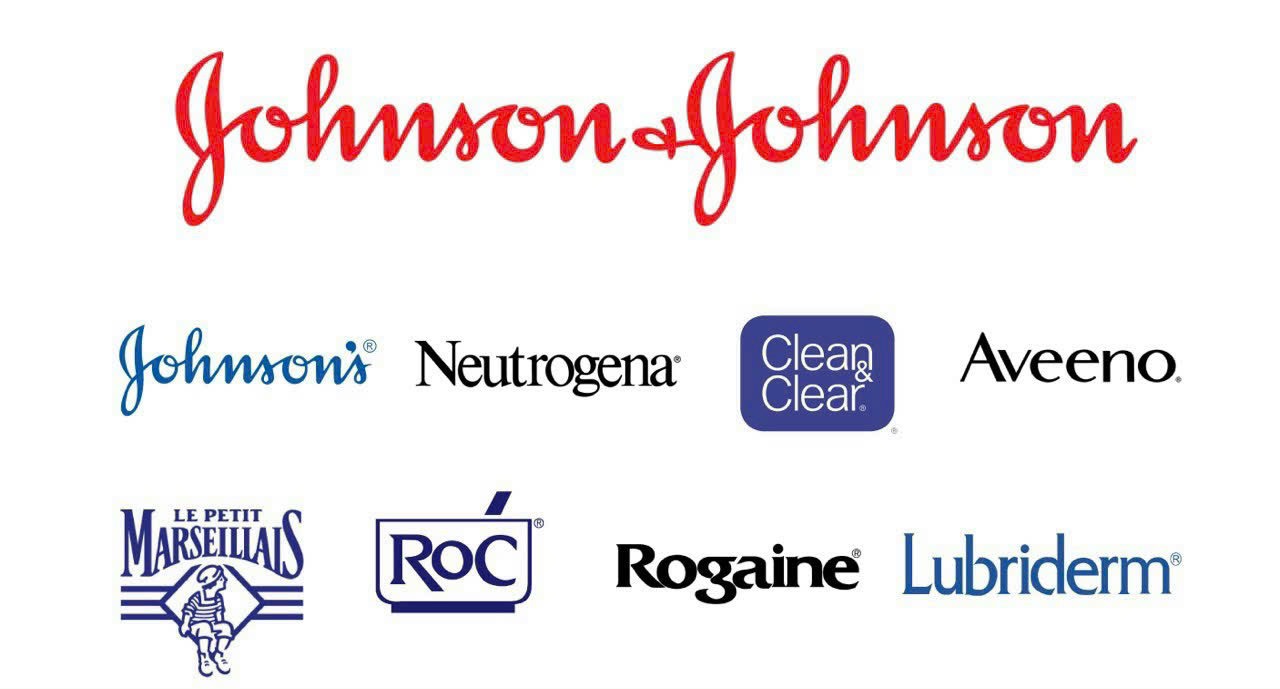 Johnson & Johnson
Johnson's®
Neutrogena®
Clean
&
Clear®
®
Aveeno®
LE PETIT
MARSEILLAIS
RoC®
Rogaine®
Lubriderm®